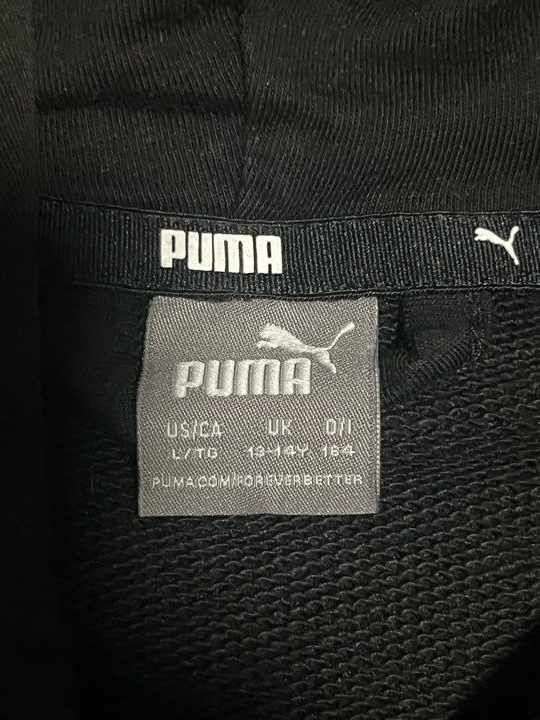 PUMA
PUMA
US/CA UK D/I
L/TG 13-14Y 164
PUMA.COM/FOREVERBETTER